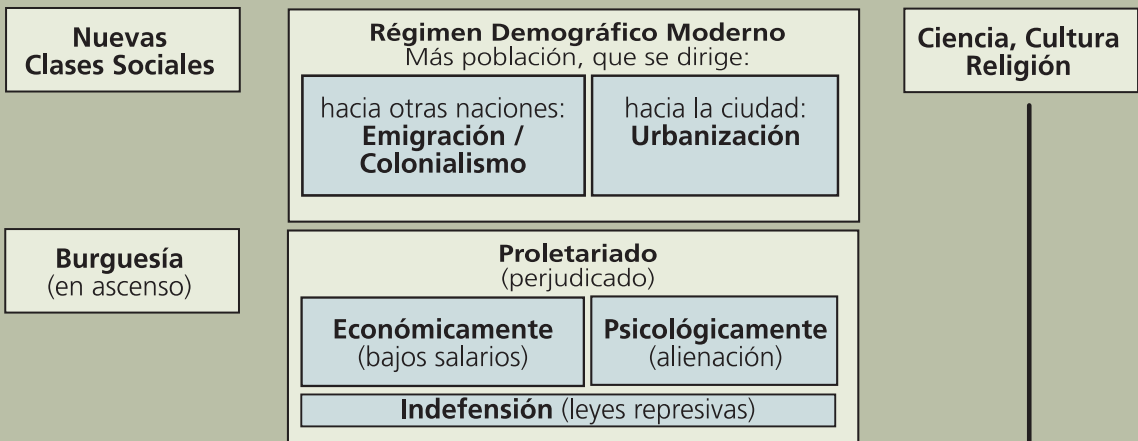 Nuevas
Clases Sociales
Régimen Demográfico Moderno
Más población, que se dirige:
hacia otras naciones:
Emigración /
Colonialismo
hacia la ciudad:
Urbanización
Ciencia, Cultura
Religión
Burguesía
(en ascenso)
Proletariado
(perjudicado)
Económicamente
(bajos salarios)
Psicológicamente
(alienación)
Indefensión (leyes represivas)